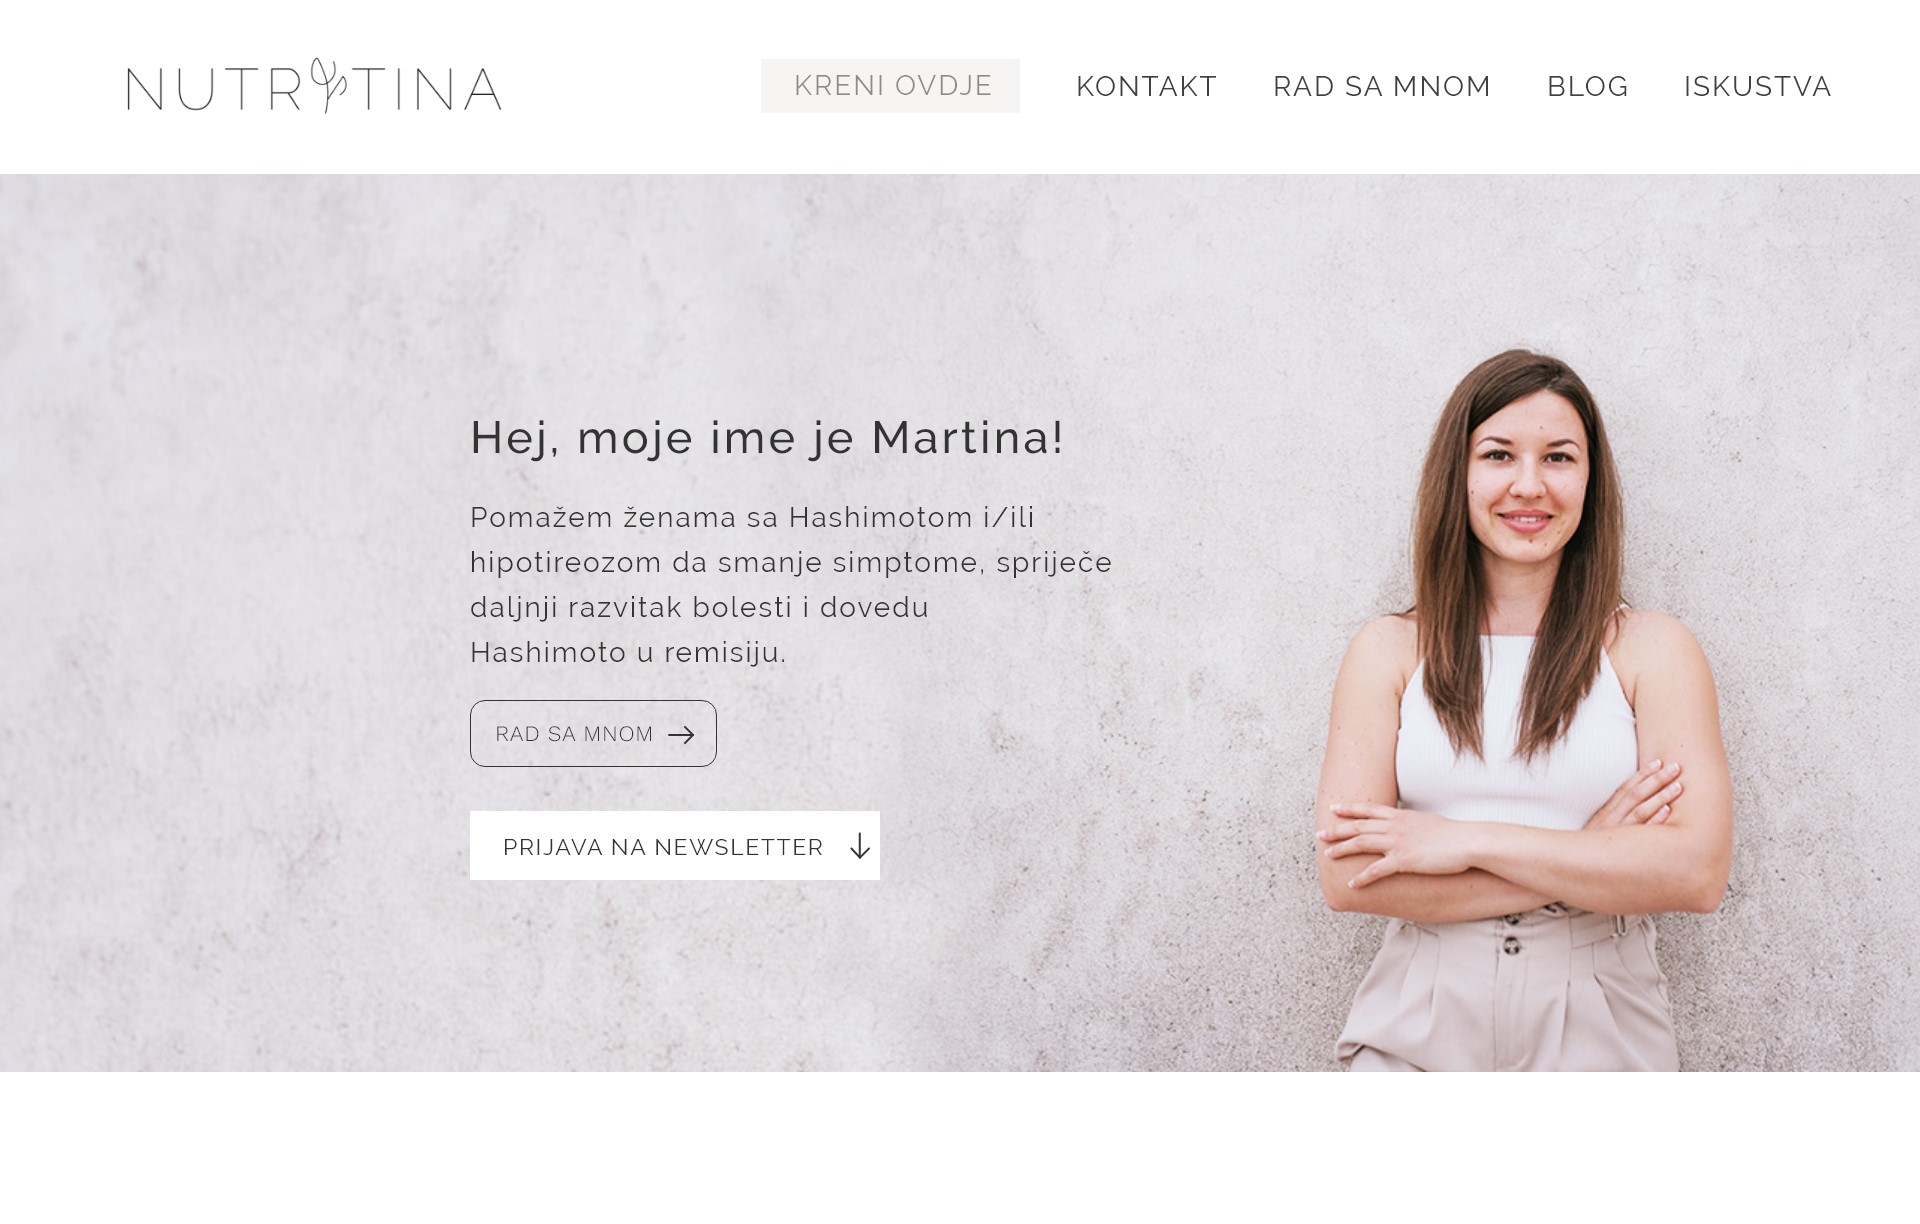 NUTRITINA
KRENI OVDJE
KONTAKT
RAD SA MNOM
BLOG
ISKUSTVA
Hej, moje ime je Martina!
Pomažem ženama sa Hashimotom i/ili
hipotireozom da smanje simptome, spriječe
daljnji razvitak bolesti i dovedu
Hashimoto u remisiju.
RAD SA MNOM
PRIJAVA NA NEWSLETTER